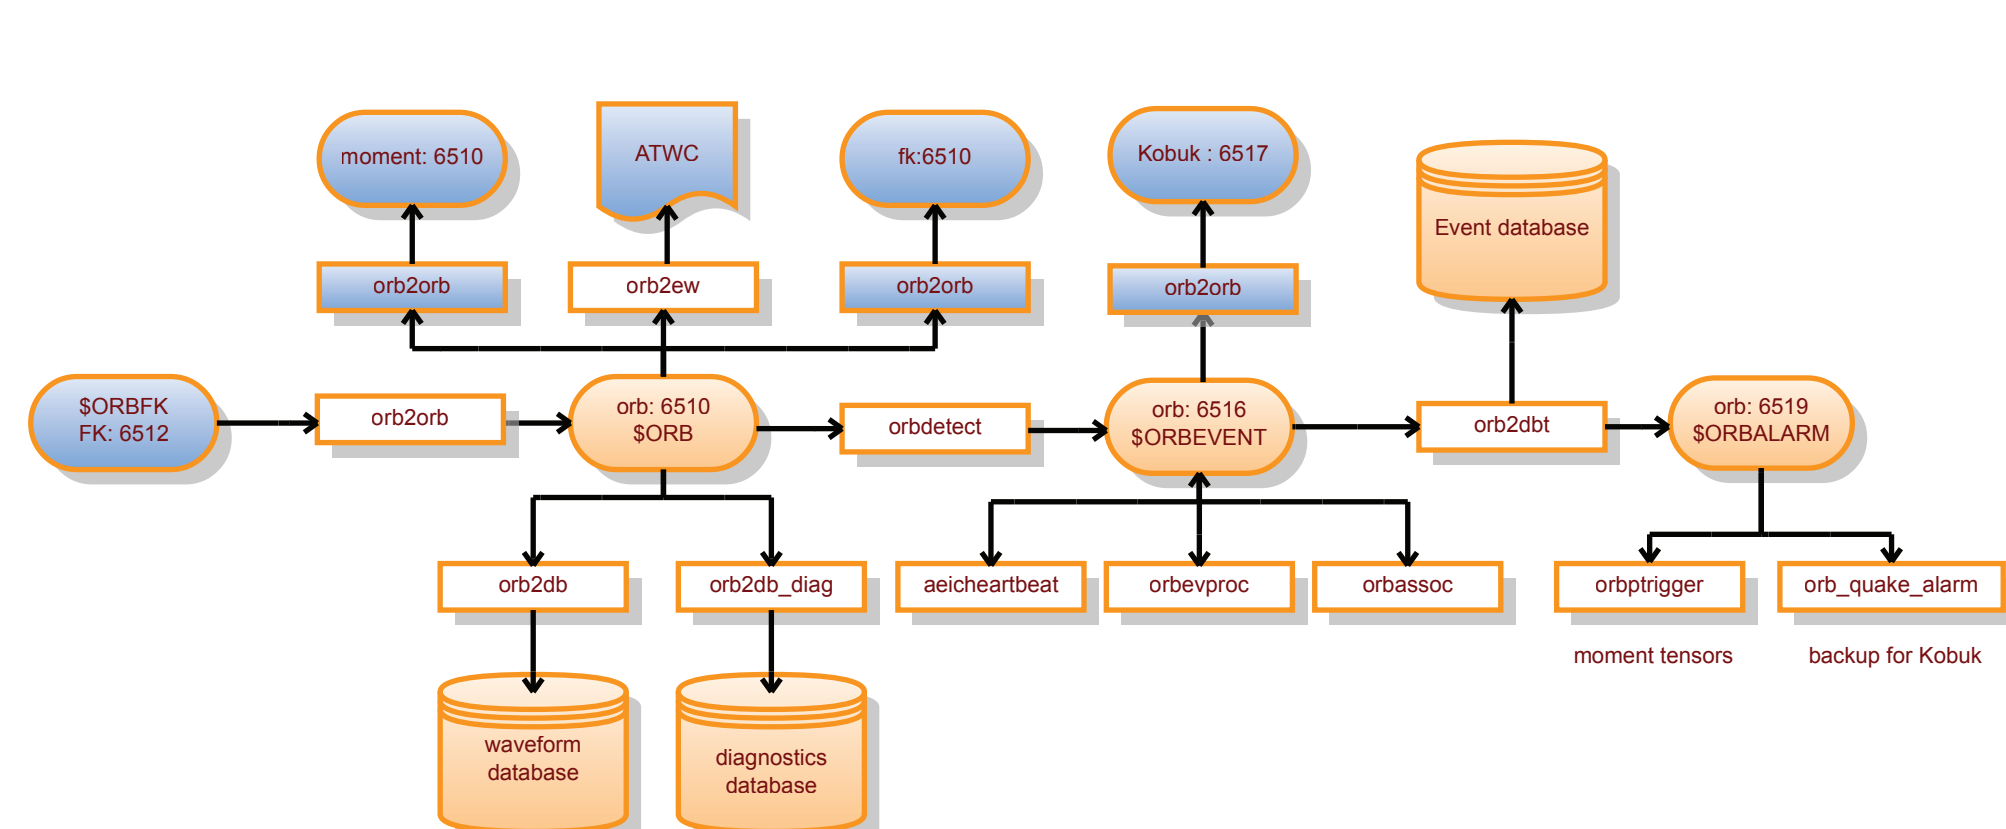 moment: 6510
ATWC
fk:6510
Kobuk : 6517
Event database
orb2orb
orb2ew
orb2orb
orb2orb
$ORBFK
FK: 6512
orb2orb
orb: 6510
$ORB
orbdetect
orb: 6516
$ORBEVENT
orb2dbt
orb: 6519
$ORBALARM
orb2db
orb2db_diag
aeicheartbeat
orbevproc
orbassoc
orbptrigger
orb_quake_alarm
moment tensors
backup for Kobuk
waveform
database
diagnostics
database